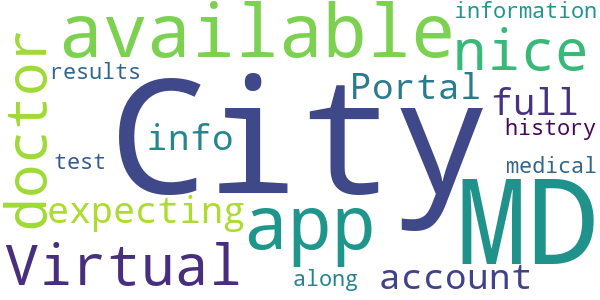 information
available
nice
doctor
results
City
Portal
full
info
history
test
medical
MD
expecting
app
Virtual
along
account